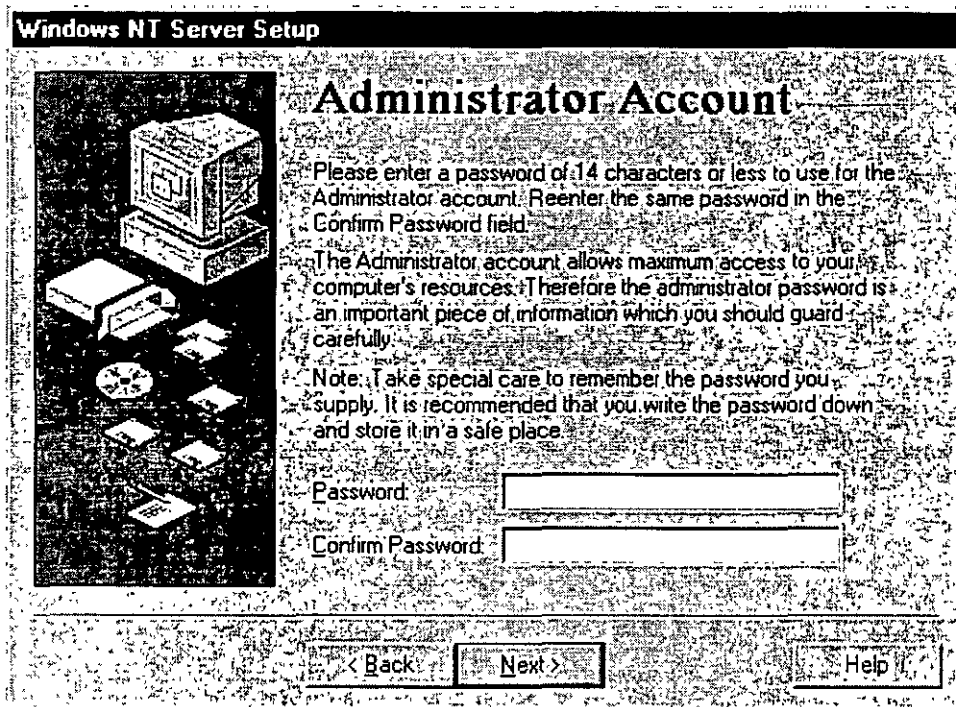 Windows NT Server Setup
Administrator Account
Please enter a password of 14 characters or less to use for the
Administrator account. Reenter the same password in the
Confirm Password field.
The Administrator account allows maximum access to your
computer's resources. Therefore the administrator password is
an important piece of information which you should guard
carefully.
Note: Take special care to remember the password you
supply. It is recommended that you write the password down
and store it in a safe place.
Password:
Confirm Password:
< Back
Next >
Help